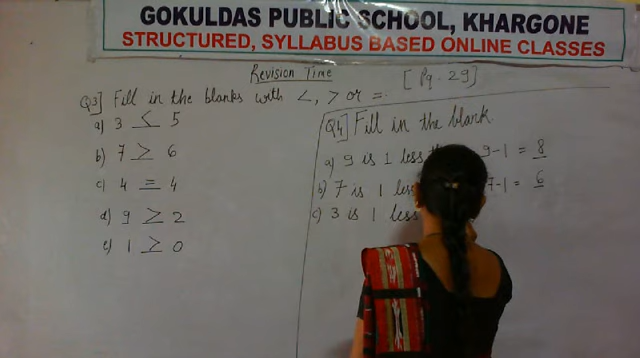 GOKULDAS PUBLIC SCHOOL, KHARGONE
STRUCTURED, SYLLABUS BASED ONLINE CLASSES
Revision Time
[Pg. 29]
Q3] Fill in the blanks with <, > or =.
a) 3 < 5
b) 7 > 6
c) 4 = 4
d) 9 > 2
e) 1 > 0
Q4] Fill in the blank.
a) 9 is 1 less 9-1 = 8
b) 7 is 1 less 7-1 = 6
c) 3 is 1 less